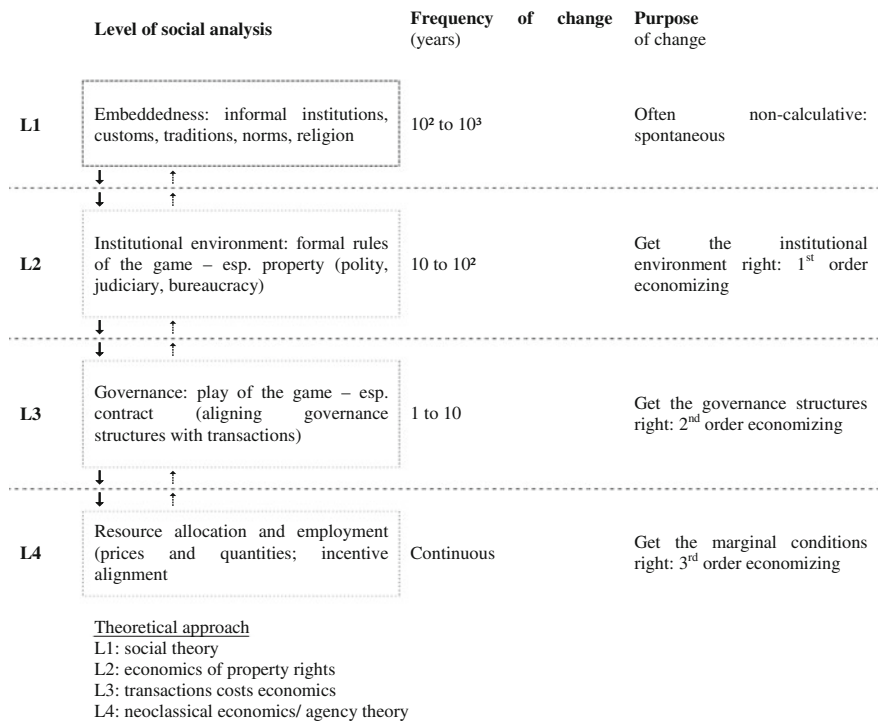 Level of social analysis
Frequency of change
(years)
Purpose
of change
L1
Embeddedness: informal institutions,
customs, traditions, norms, religion
10² to 10³
Often non-calculative:
spontaneous
L2
Institutional environment: formal rules
of the game – esp. property (polity,
judiciary, bureaucracy)
10 to 10²
Get the institutional
environment right: 1st order
economizing
L3
Governance: play of the game – esp.
contract (aligning governance
structures with transactions)
1 to 10
Get the governance structures
right: 2nd order economizing
L4
Resource allocation and employment
(prices and quantities; incentive
alignment
Continuous
Get the marginal conditions
right: 3rd order economizing
Theoretical approach
L1: social theory
L2: economics of property rights
L3: transactions costs economics
L4: neoclassical economics/ agency theory